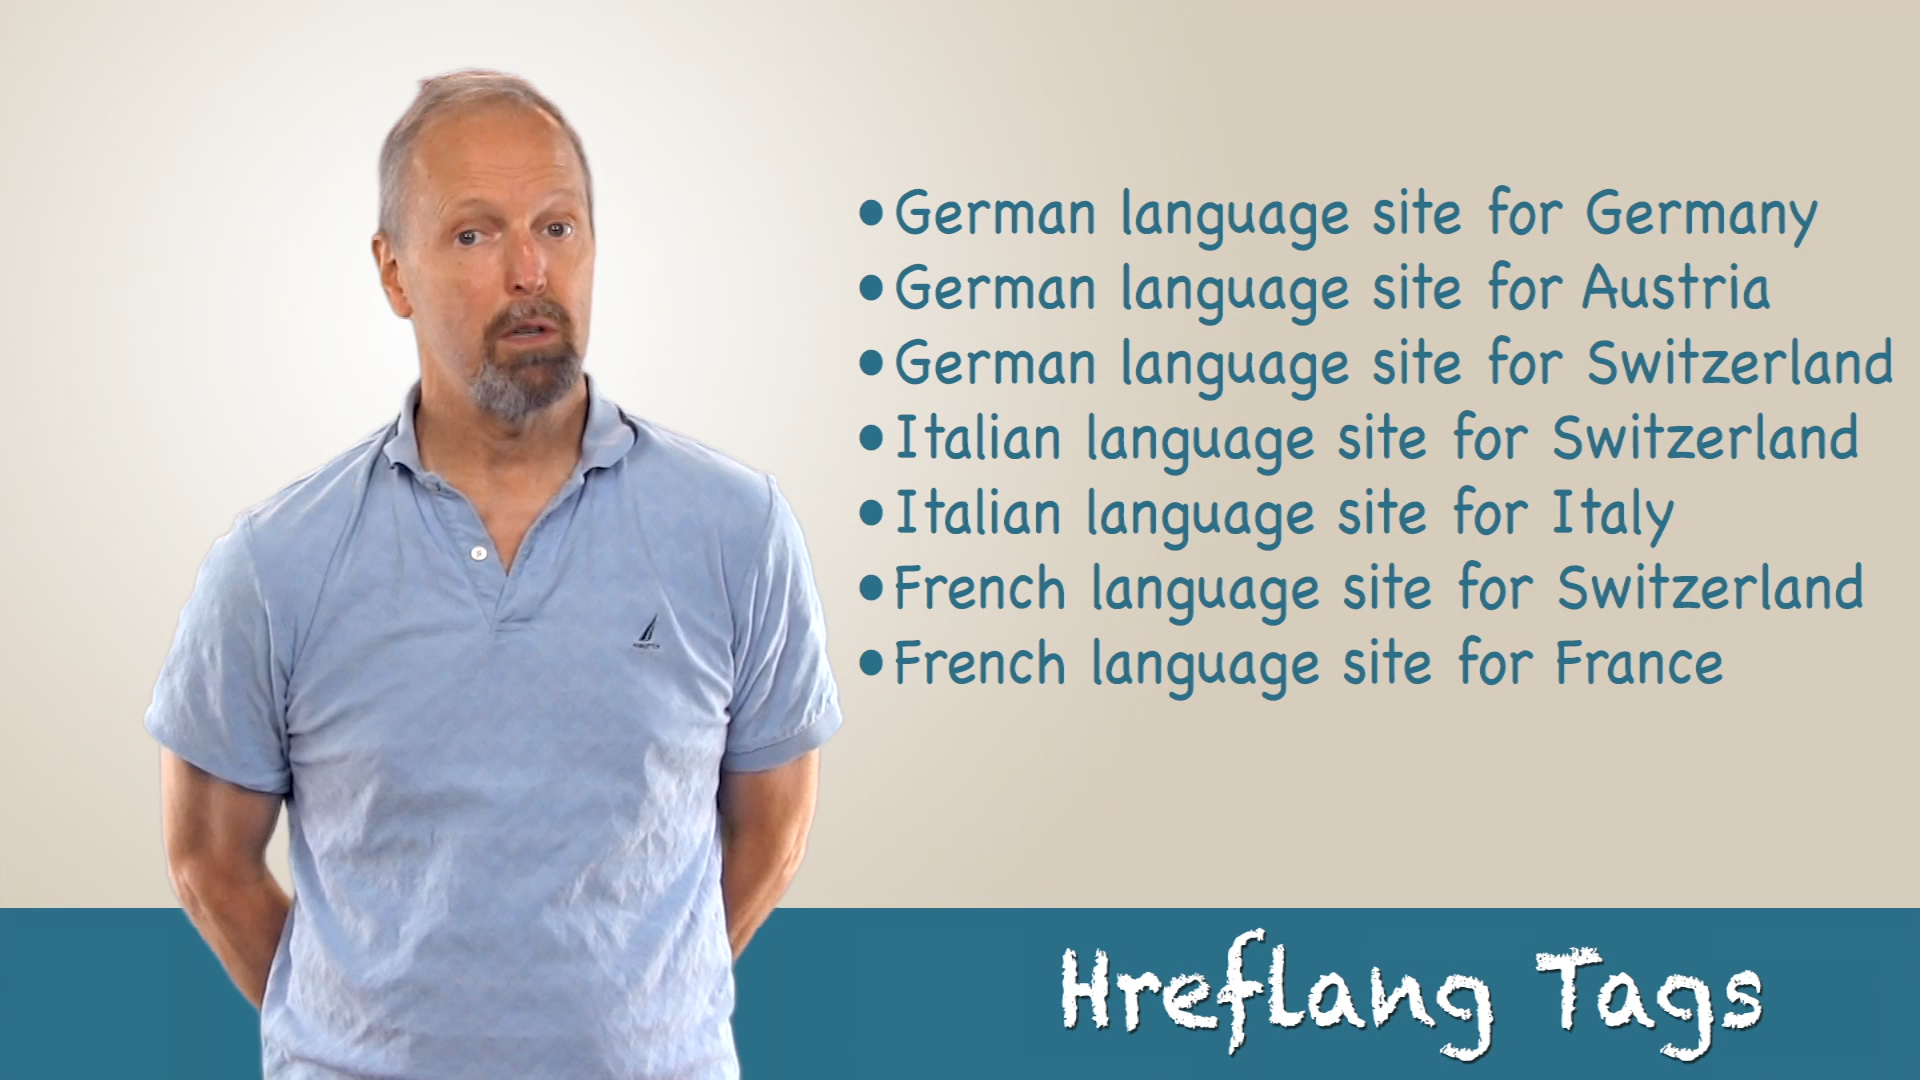 •German language site for Germany
•German language site for Austria
•German language site for Switzerland
•Italian language site for Switzerland
•Italian language site for Italy
•French language site for Switzerland
•French language site for France
Hreflang Tags